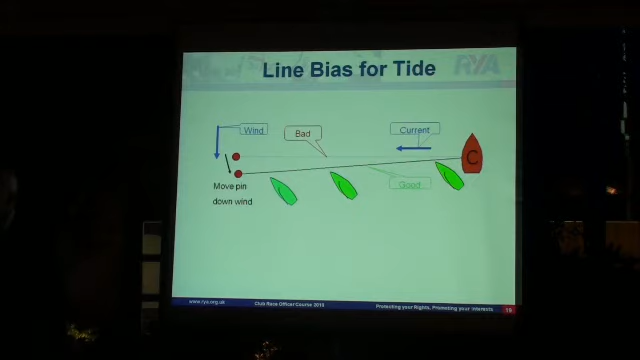 Line Bias for Tide
RYA
Wind
Bad
Current
C
Good
Move pin
down wind
www.rya.org.uk
Club Race Officer Course 2015
Protecting your Rights, Promoting your Interests